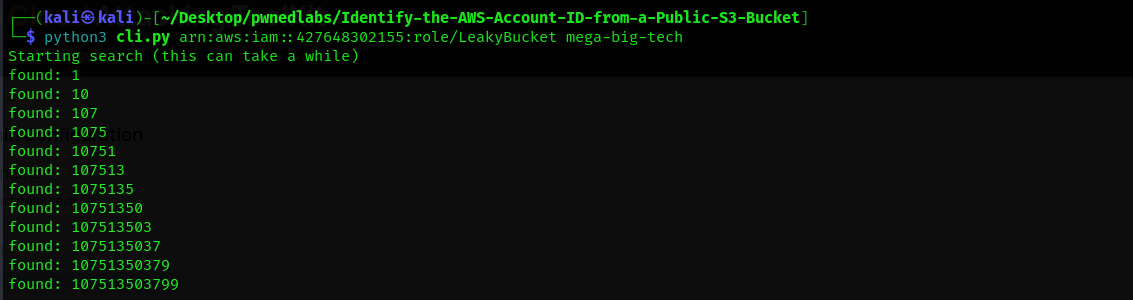 ┌──(kali㉿kali)-[~/Desktop/pwnedlabs/Identify-the-AWS-Account-ID-from-a-Public-S3-Bucket]
└─$ python3 cli.py arn:aws:iam::427648302155:role/LeakyBucket mega-big-tech
Starting search (this can take a while)
found: 1
found: 10
found: 107
found: 1075
found: 10751
found: 107513
found: 1075135
found: 10751350
found: 107513503
found: 1075135037
found: 10751350379
found: 107513503799